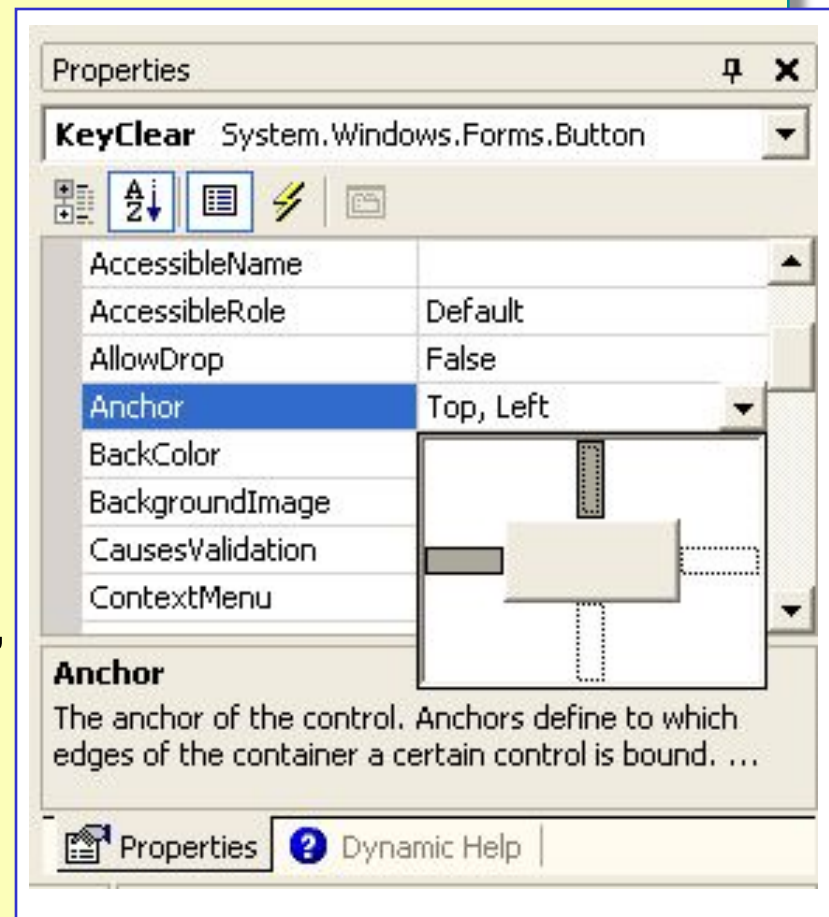 Properties
KeyClear System.Windows.Forms.Button
AccessibleName
AccessibleRole Default
AllowDrop False
Anchor Top, Left
BackColor
BackgroundImage
CausesValidation
ContextMenu
Anchor
The anchor of the control. Anchors define to which
edges of the container a certain control is bound. ...
Properties Dynamic Help